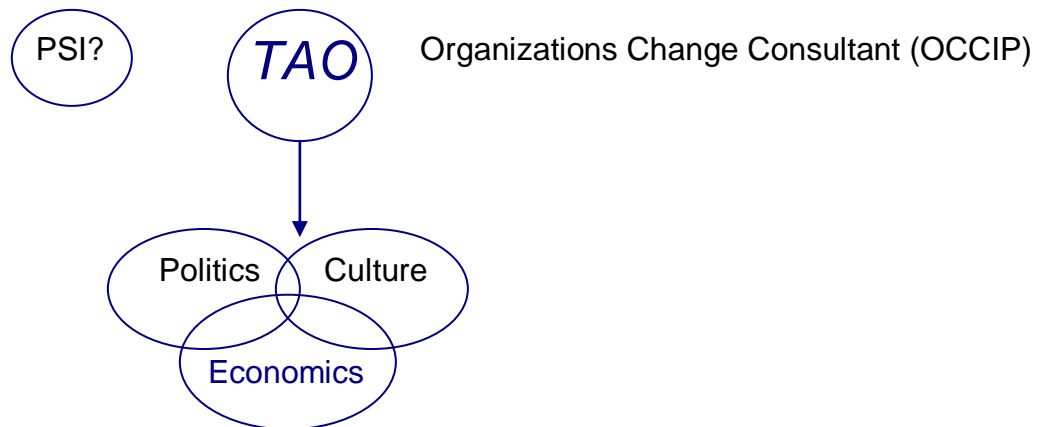 PSI?
TAO
Organizations Change Consultant (OCCIP)
Politics
Culture
Economics